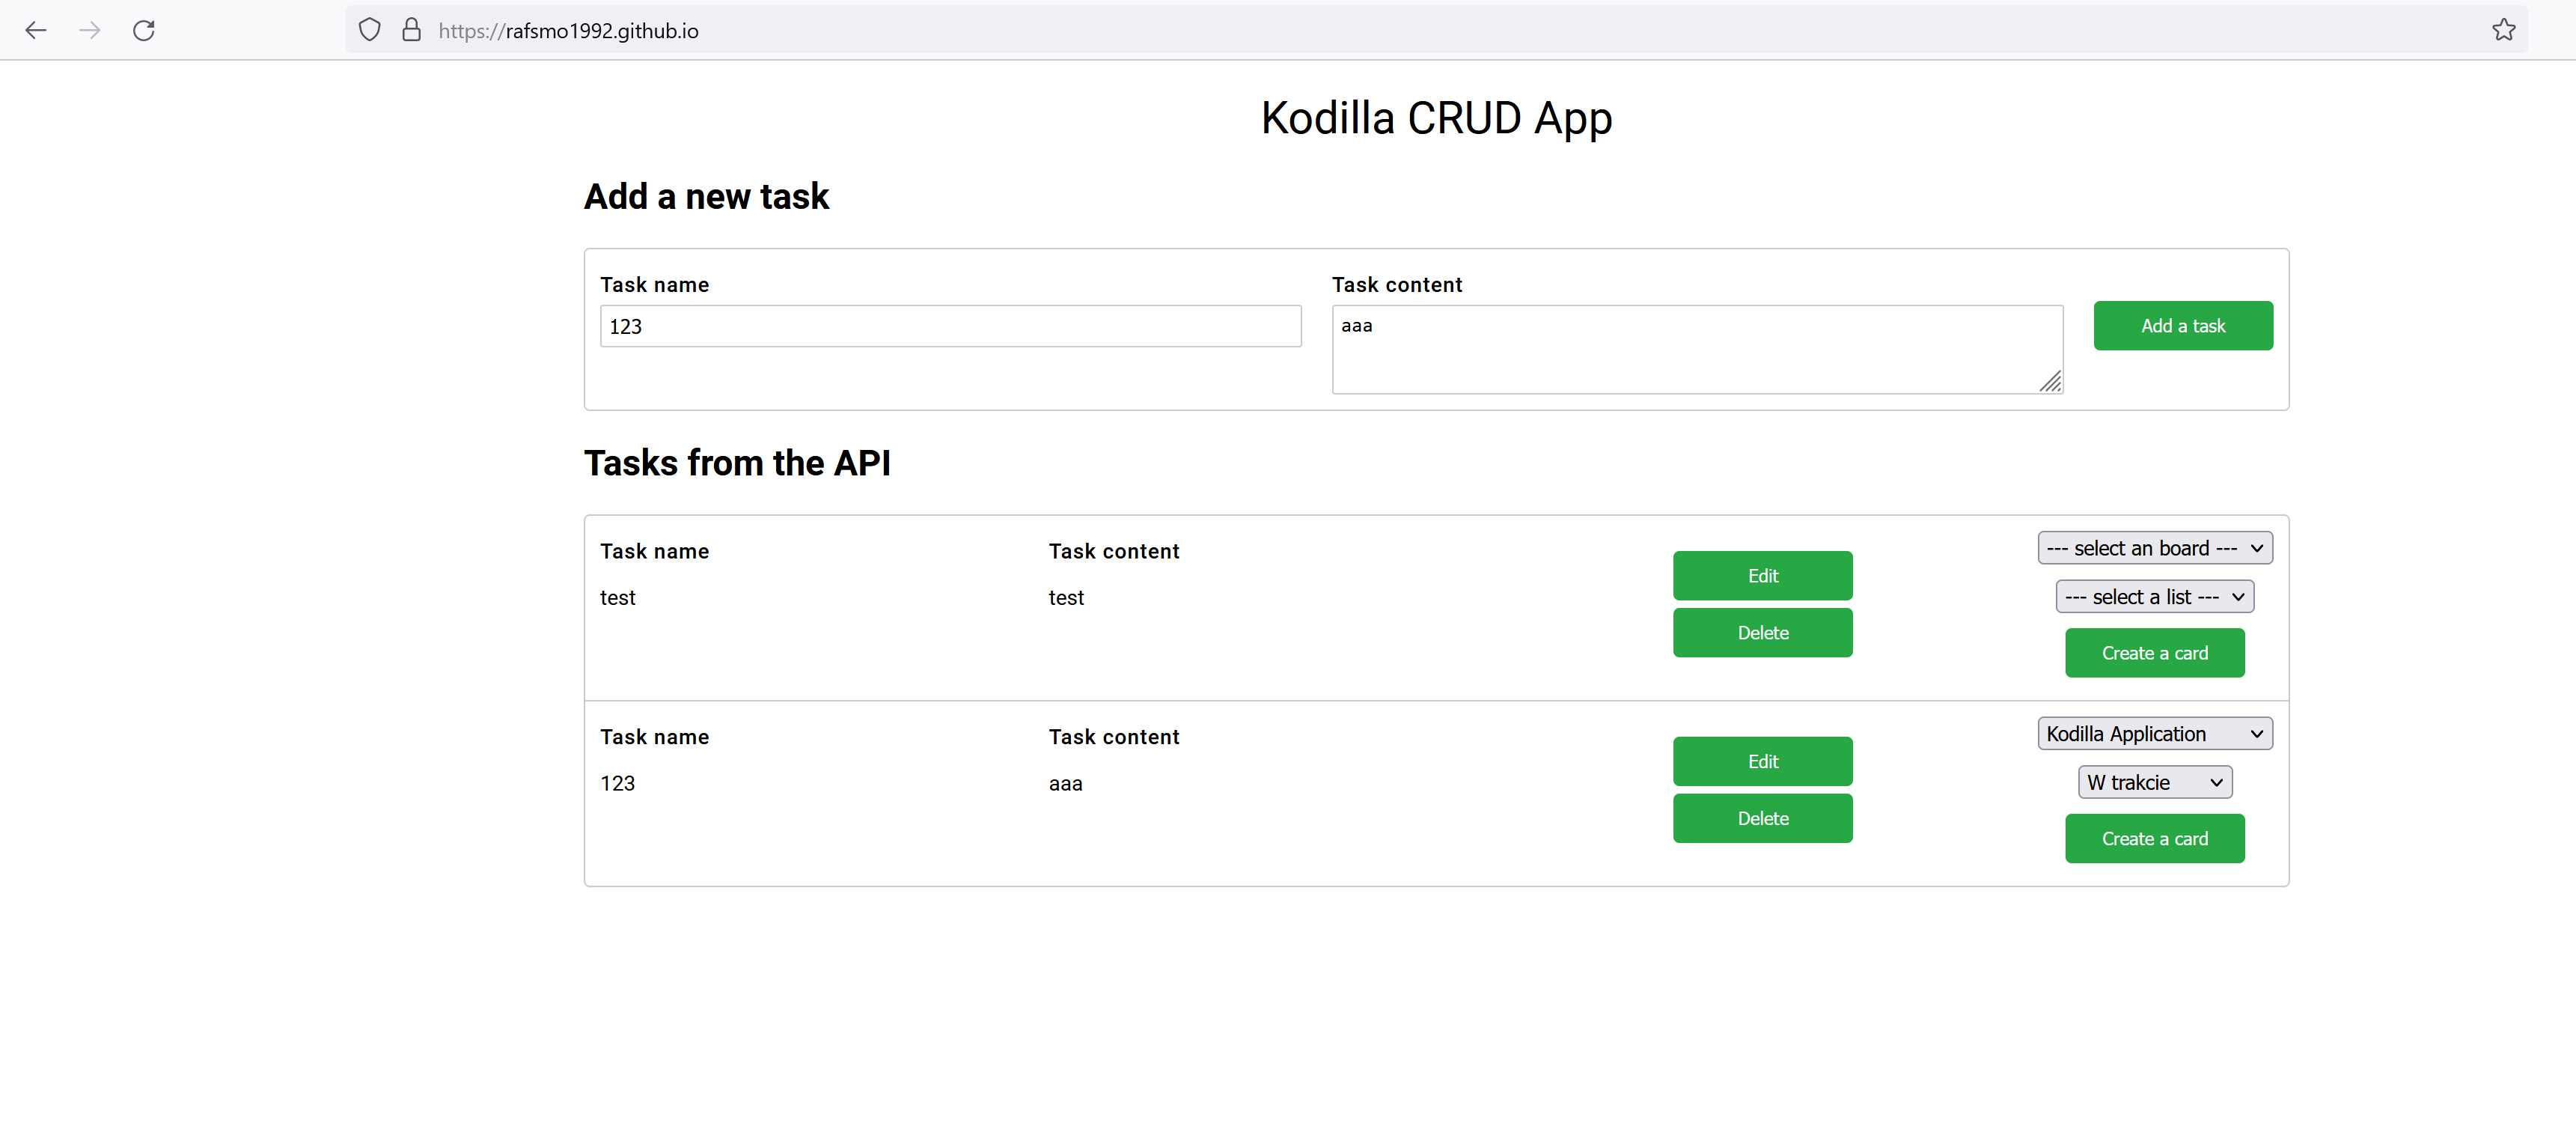 https://rafsmo1992.github.io
Kodilla CRUD App
Add a new task
Task name
Task content
123
aaa
Add a task
Tasks from the API
Task name
Task content
test
test
Edit
Delete
--- select an board ---
--- select a list ---
Create a card
Task name
Task content
123
aaa
Edit
Delete
Kodilla Application
W trakcie
Create a card